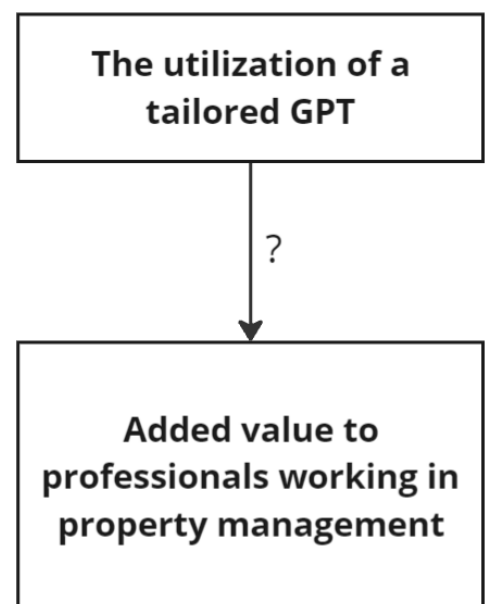 The utilization of a
tailored GPT
?
Added value to
professionals working in
property management